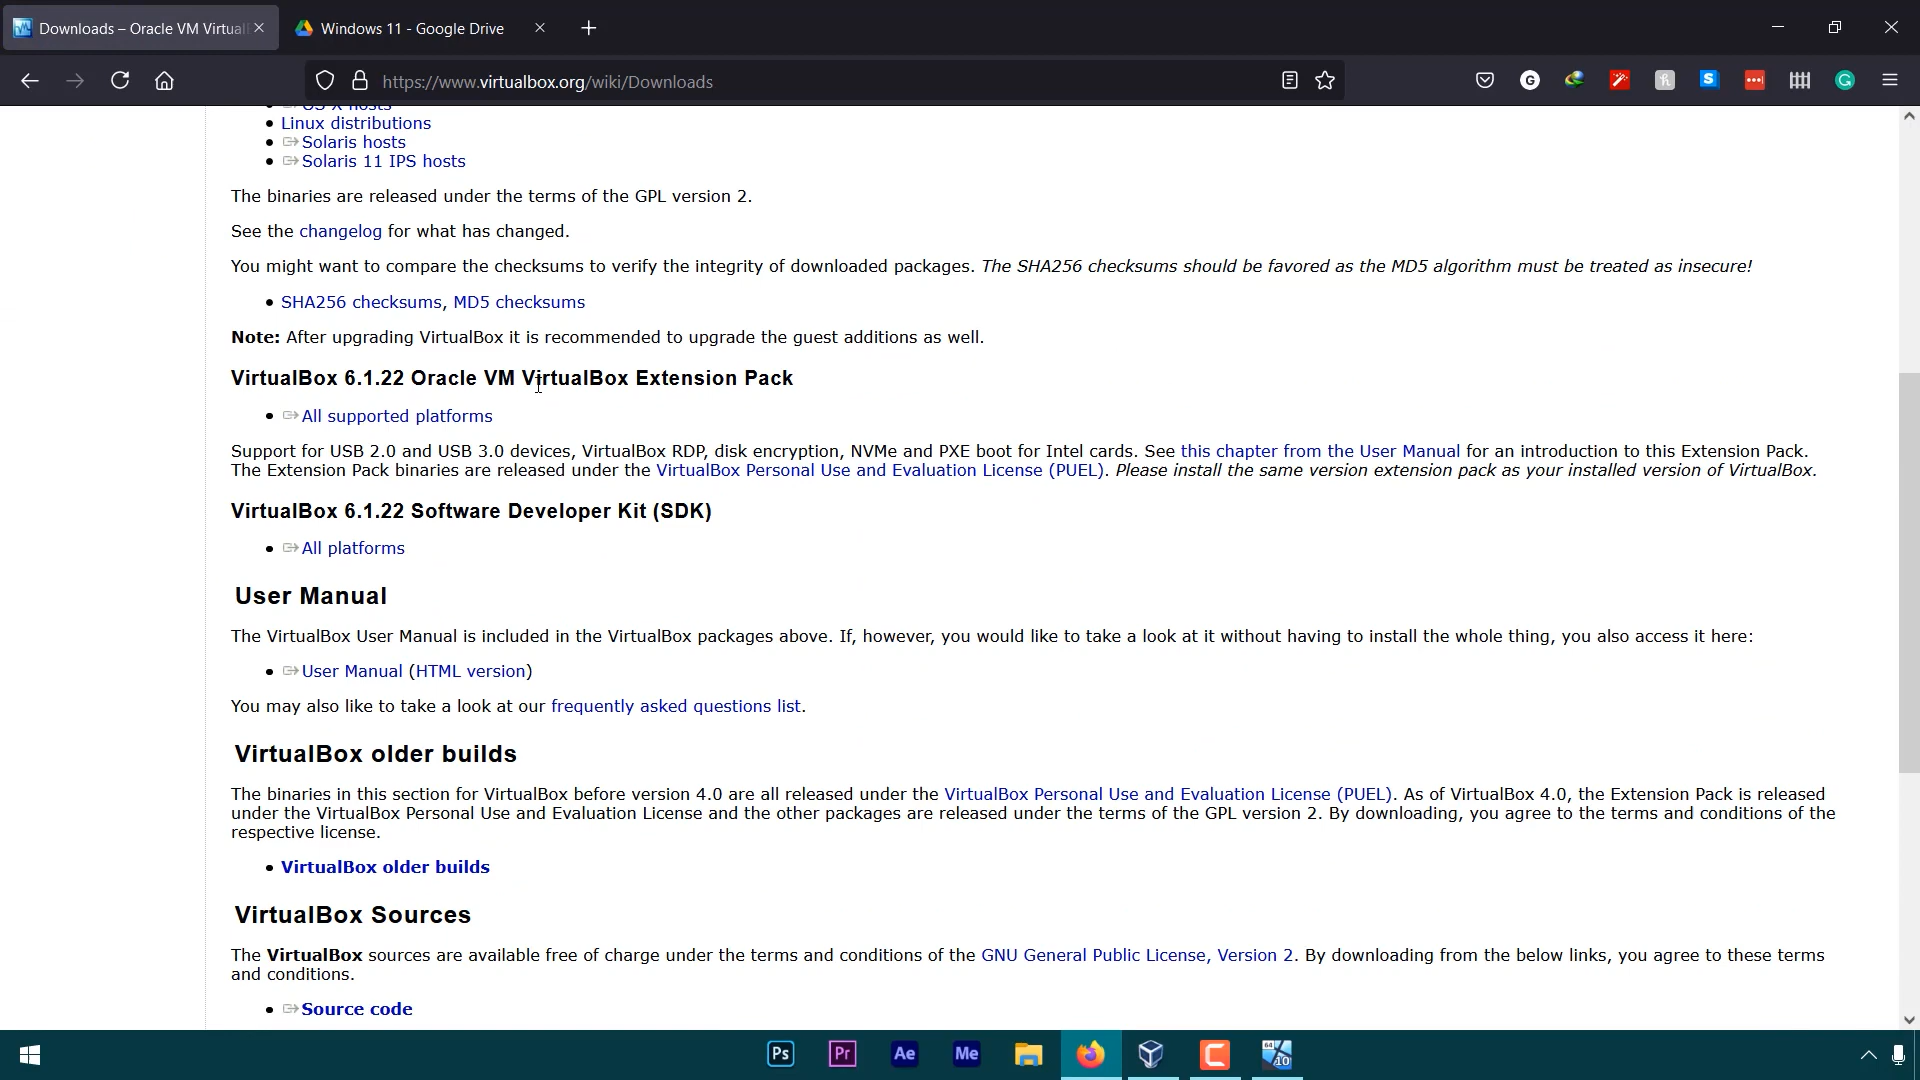 Downloads – Oracle VM Virtual
Windows 11 - Google Drive
https://www.virtualbox.org/wiki/Downloads
OS X hosts
Linux distributions
Solaris hosts
Solaris 11 IPS hosts
The binaries are released under the terms of the GPL version 2.
See the changelog for what has changed.
You might want to compare the checksums to verify the integrity of downloaded packages. The SHA256 checksums should be favored as the MD5 algorithm must be treated as insecure!
SHA256 checksums, MD5 checksums
Note: After upgrading VirtualBox it is recommended to upgrade the guest additions as well.
VirtualBox 6.1.22 Oracle VM VirtualBox Extension Pack
All supported platforms
Support for USB 2.0 and USB 3.0 devices, VirtualBox RDP, disk encryption, NVMe and PXE boot for Intel cards. See this chapter from the User Manual for an introduction to this Extension Pack.
The Extension Pack binaries are released under the VirtualBox Personal Use and Evaluation License (PUEL). Please install the same version extension pack as your installed version of VirtualBox.
VirtualBox 6.1.22 Software Developer Kit (SDK)
All platforms
User Manual
The VirtualBox User Manual is included in the VirtualBox packages above. If, however, you would like to take a look at it without having to install the whole thing, you also access it here:
User Manual (HTML version)
You may also like to take a look at our frequently asked questions list.
VirtualBox older builds
The binaries in this section for VirtualBox before version 4.0 are all released under the VirtualBox Personal Use and Evaluation License (PUEL). As of VirtualBox 4.0, the Extension Pack is released
under the VirtualBox Personal Use and Evaluation License and the other packages are released under the terms of the GPL version 2. By downloading, you agree to the terms and conditions of the
respective license.
VirtualBox older builds
VirtualBox Sources
The VirtualBox sources are available free of charge under the terms and conditions of the GNU General Public License, Version 2. By downloading from the below links, you agree to these terms
and conditions.
Source code
Ps Pr Ae Me 64 10